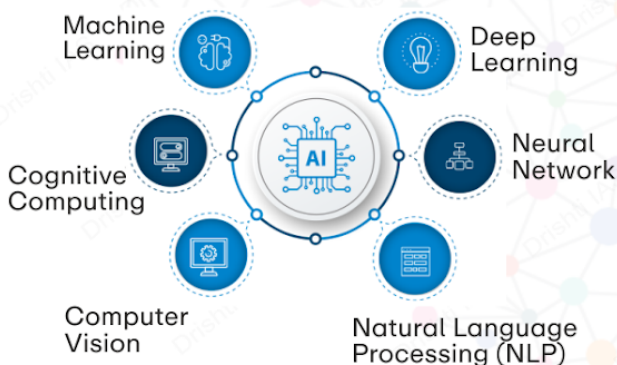 Machine
Learning
Deep
Learning
AI
Cognitive
Computing
Neural
Network
Computer
Vision
Natural Language
Processing (NLP)